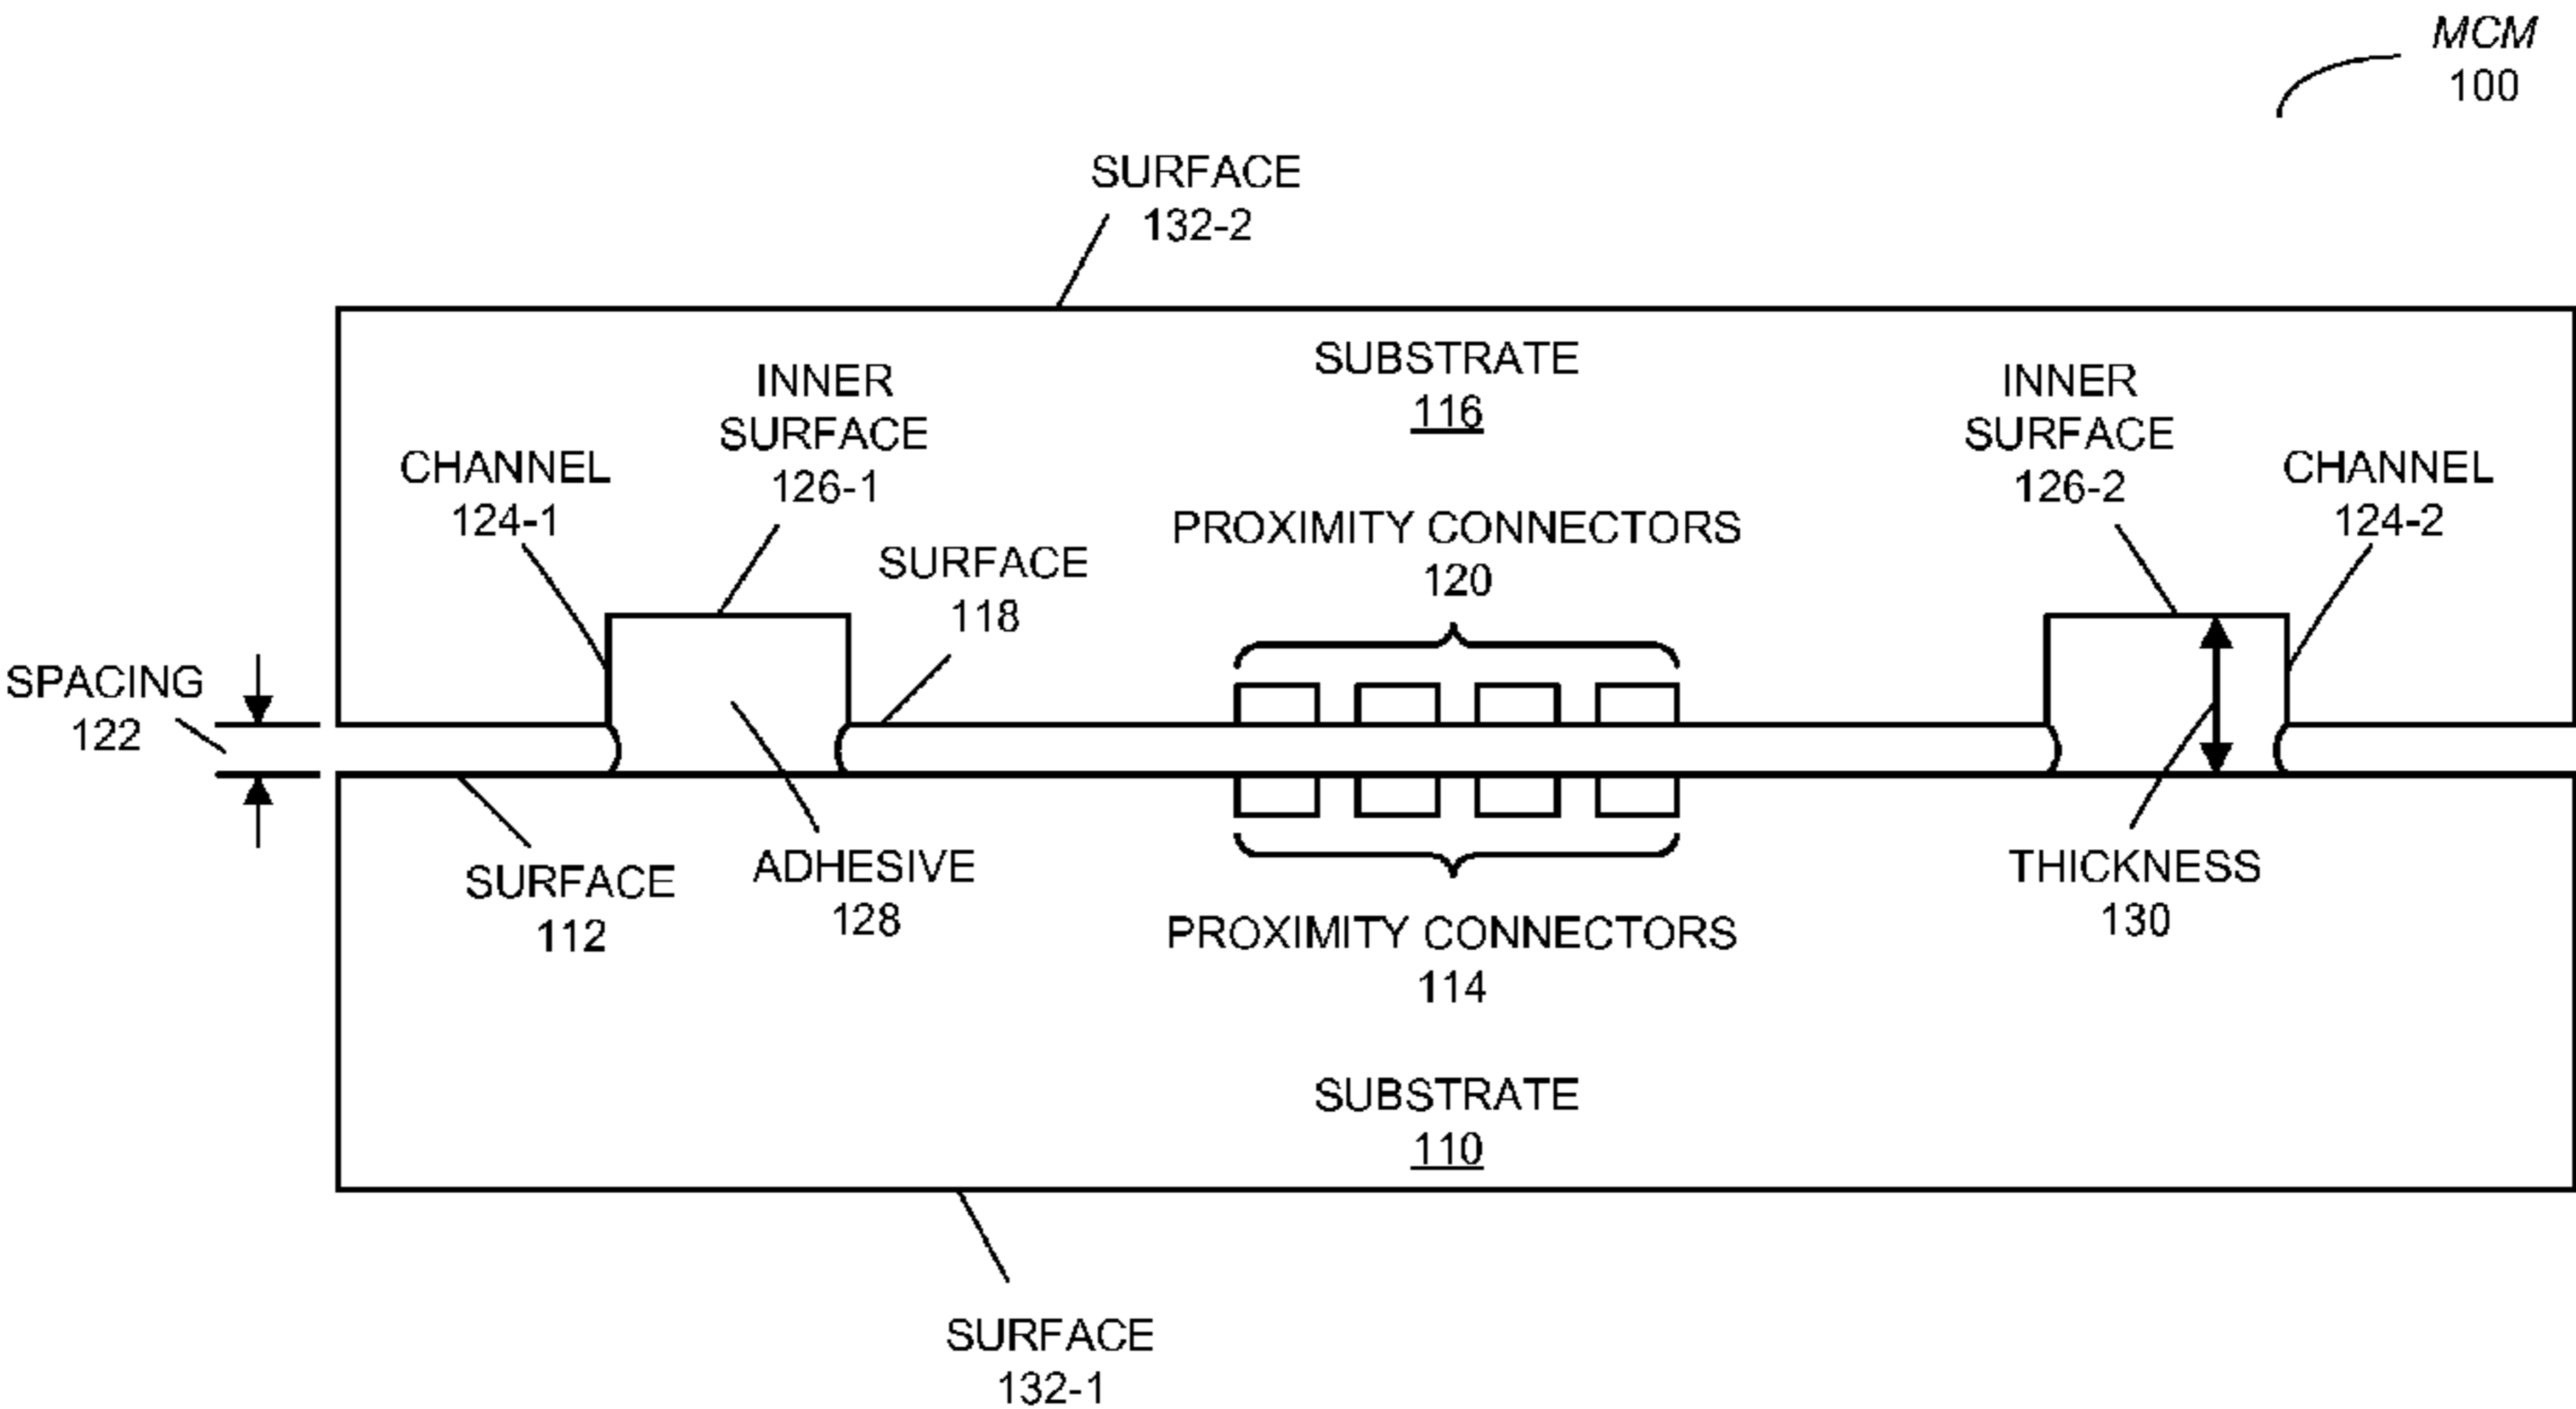 MCM
100
SURFACE
132-2
SUBSTRATE
116
INNER
SURFACE
126-1
INNER
SURFACE
126-2
CHANNEL
124-1
CHANNEL
124-2
PROXIMITY CONNECTORS
120
SURFACE
118
SPACING
122
SURFACE
112
ADHESIVE
128
THICKNESS
130
PROXIMITY CONNECTORS
114
SUBSTRATE
110
SURFACE
132-1